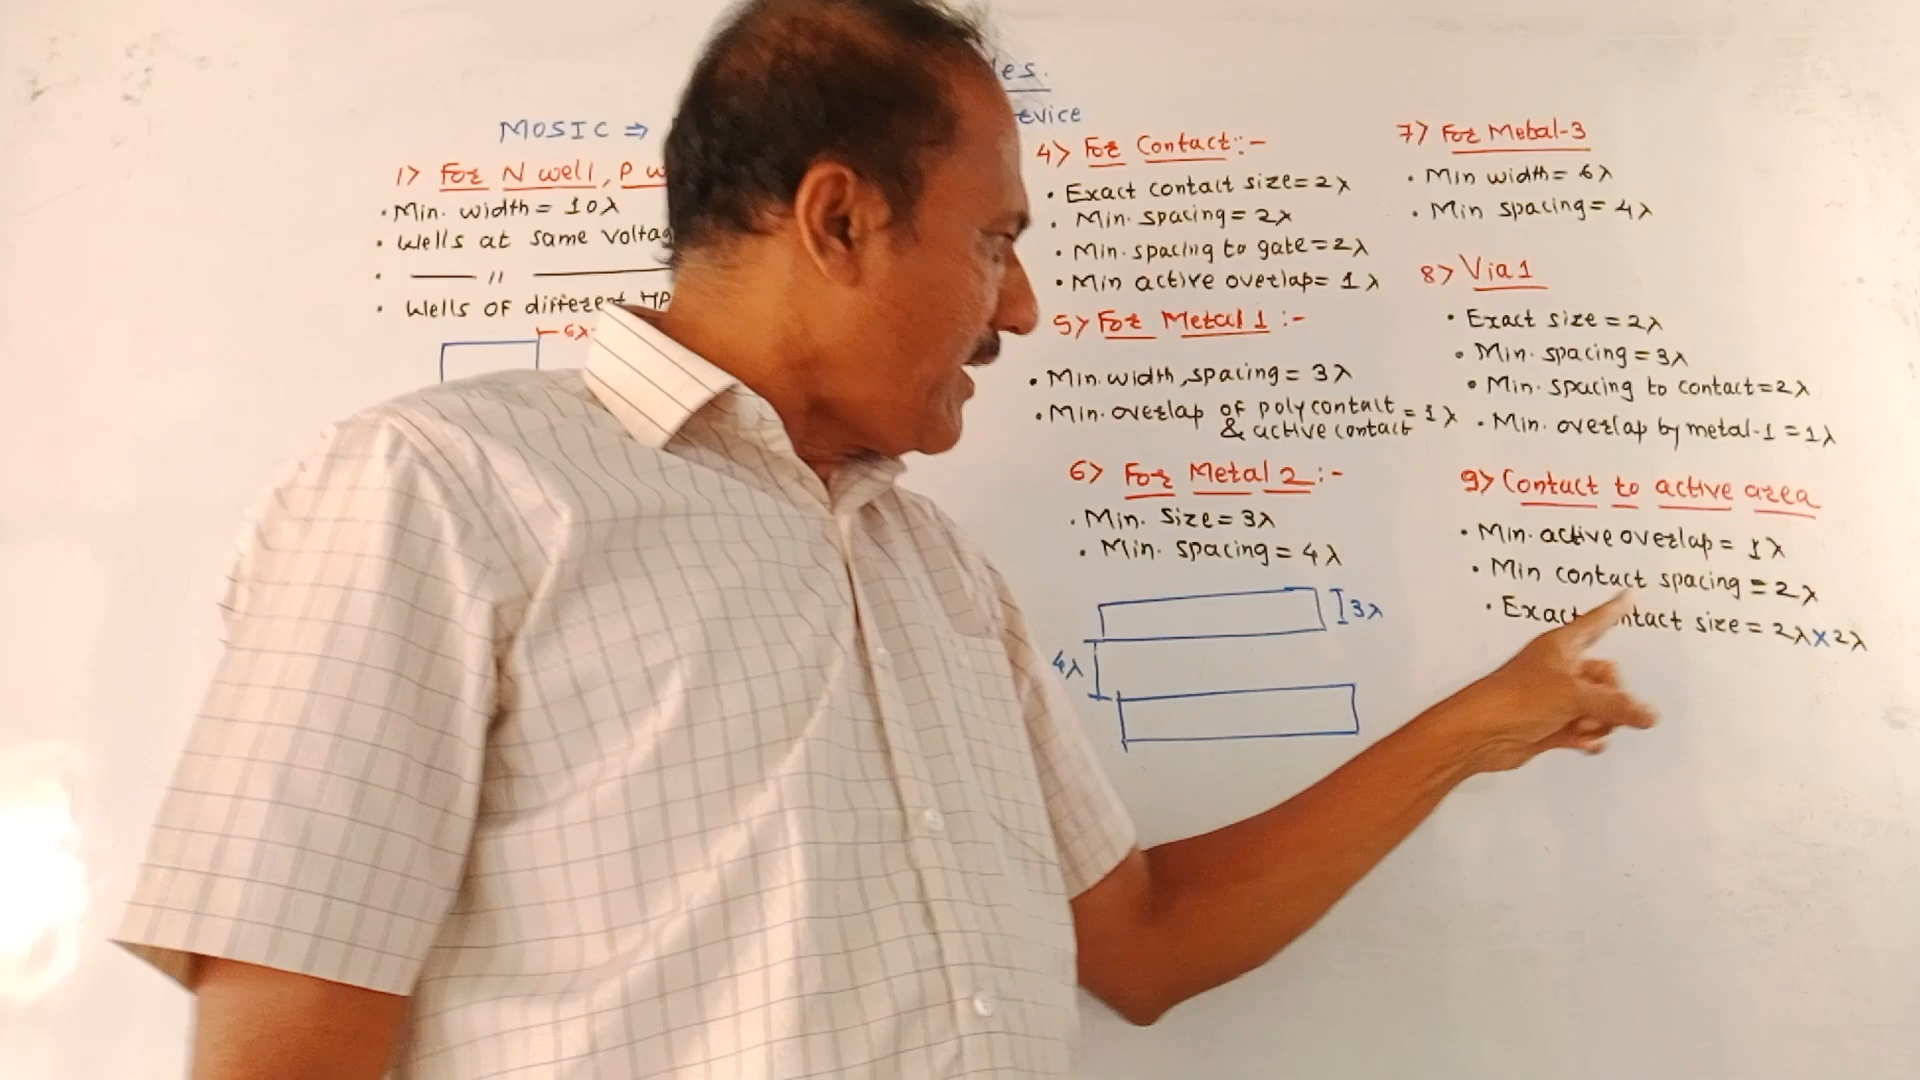 MOSIC ⇒
1> For N well, P w
• Min. width = 10λ
• Wells at same voltag
• —— 〃 ——
• Wells OF different
6λ
evice
4> For Contact:-
• Exact contact size = 2λ
• Min. spacing = 2λ
• Min. spacing to gate = 2λ
• Min active overlap = 1λ
5> For Metal 1 :-
• Min. width, spacing = 3λ
• Min. overlap of poly contact & active contact = 1λ
6> For Metal 2 :-
• Min. Size = 3λ
• Min. spacing = 4λ
3λ
4λ
7> For Metal-3
• Min width = 6λ
• Min spacing = 4λ
8> Via 1
• Exact size = 2λ
• Min. spacing = 3λ
• Min. spacing to contact = 2λ
• Min. overlap by metal-1 = 1λ
9> Contact to active area
• Min. active overlap = 1λ
• Min contact spacing = 2λ
• Exact ntact size = 2λ x 2λ